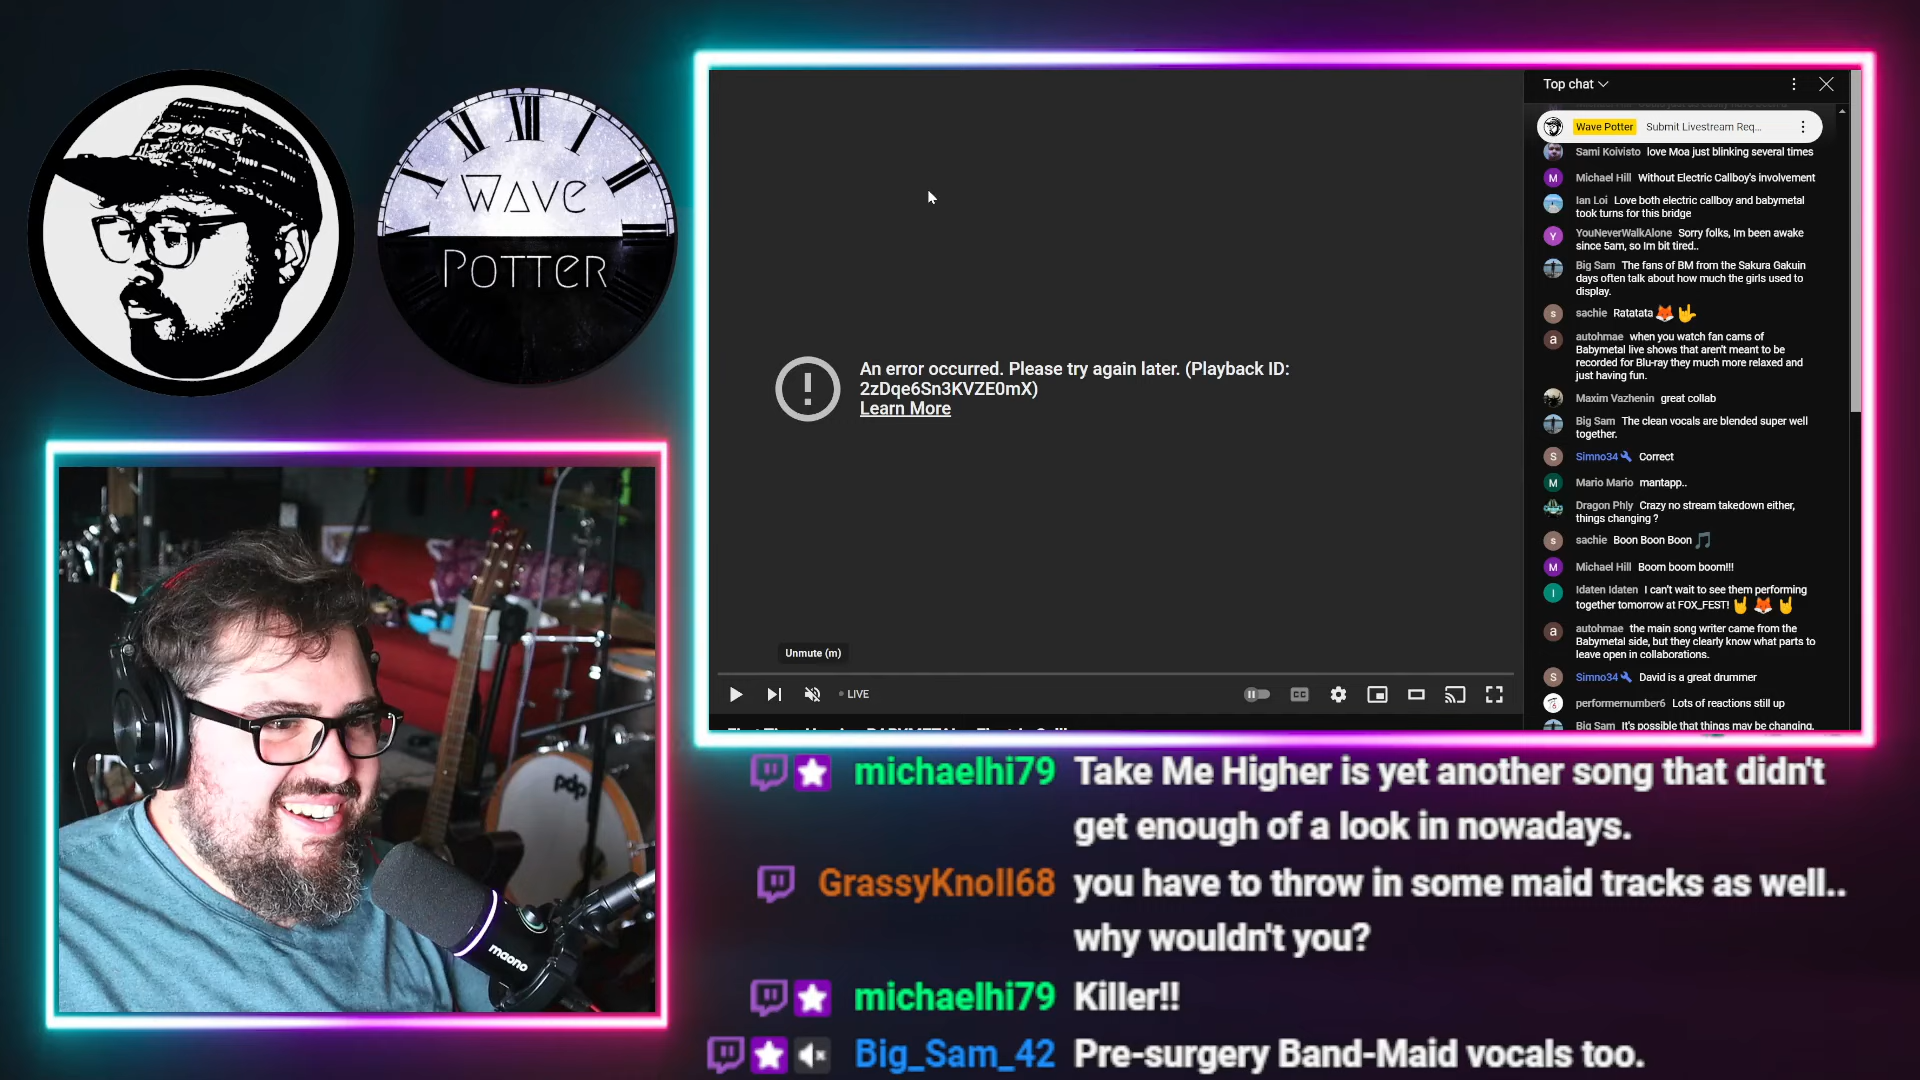 WAVE
POTTER
Top chat
Wave Potter Submit Livestream Req...
Sami Koivisto love Moa just blinking several times
Michael Hill Without Electric Callboy's involvement
Ian Loi Love both electric callboy and babymetal
took turns for this bridge
YouNeverWalkAlone Sorry folks, Im been awake
since 5am, so Im bit tired..
Big Sam The fans of BM from the Sakura Gakuin
days often talk about how much the girls used to
display.
sachie Ratatata 🦊 🤟
autohmae when you watch fan cams of
Babymetal live shows that aren't meant to be
recorded for Blu-ray they much more relaxed and
just having fun.
Maxim Vazhenin great collab
Big Sam The clean vocals are blended super well
together.
Simno34 Correct
Mario Mario mantapp..
Dragon Phly Crazy no stream takedown either,
things changing ?
sachie Boon Boon Boon 🎵
Michael Hill Boom boom boom!!!
Idaten Idaten I can't wait to see them performing
together tomorrow at FOX_FEST! 🤘 🦊 🤘
autohmae the main song writer came from the
Babymetal side, but they clearly know what parts to
leave open in collaborations.
Simno34 David is a great drummer
performernumber6 Lots of reactions still up
Big Sam It's possible that things may be changing.
An error occurred. Please try again later. (Playback ID:
2zDqe6Sn3KVZE0mX)
Learn More
Unmute (m)
LIVE
CC
pdp
maono
michaelhi79 Take Me Higher is yet another song that didn't
get enough of a look in nowadays.
GrassyKnoll68 you have to throw in some maid tracks as well..
why wouldn't you?
michaelhi79 Killer!!
Big_Sam_42 Pre-surgery Band-Maid vocals too.